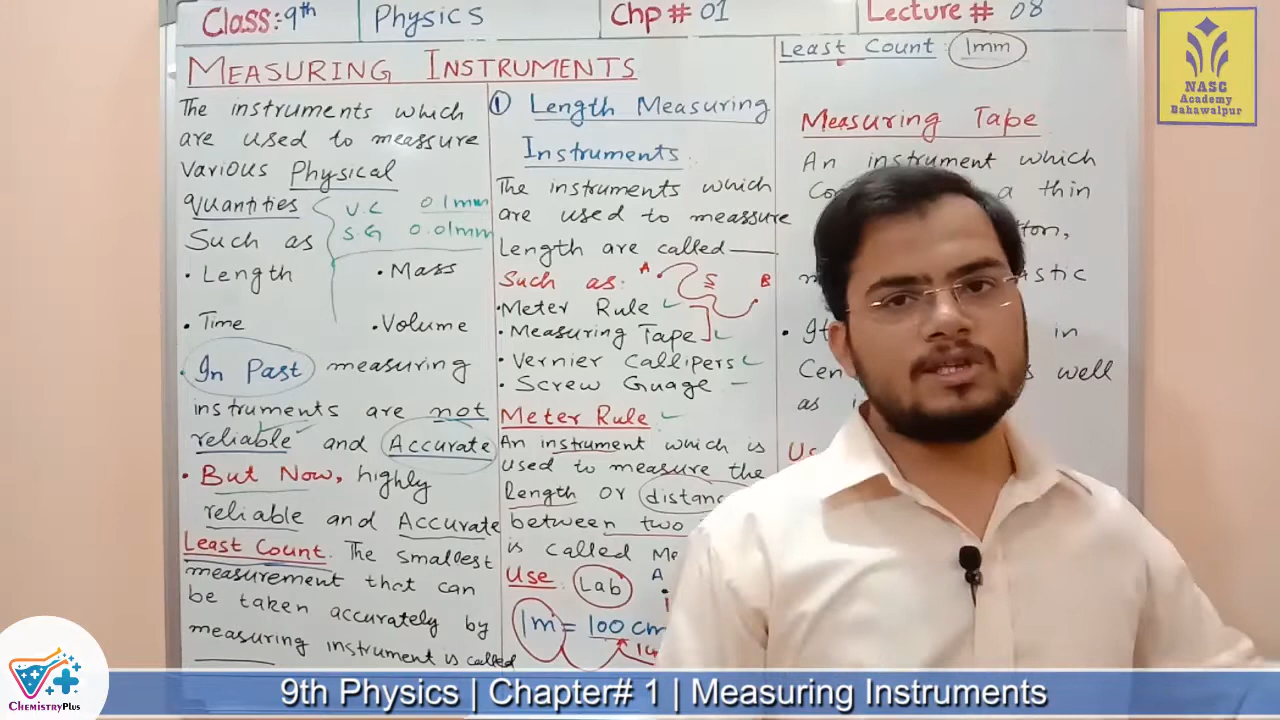 Class: 9th
Physics
Chp # 01
Lecture # 08
MEASURING INSTRUMENTS
The instruments which
are used to meassure
various Physical
quantities
V.C 0.1mm
S.G 0.01mm
Such as
• Length
• Mass
• Time
• Volume
• In Past measuring
instruments are not
reliable and Accurate
• But Now, highly
reliable and Accurate
Least Count: The smallest
measurement that can
be taken accurately by
measuring instrument is called
① Length Measuring
Instruments:
The instruments which
are used to meassure
Length are called
Such as:
A S B
• Meter Rule
• Measuring Tape
• Vernier Callipers
• Screw Guage
Meter Rule
An instrument which is
used to measure the
length or
between two
is called
Use: Lab
A
1m = 100 cm
Least Count: 1mm
Measuring Tape
An instrument which
a thin
• It in
well
as
NASG
Academy
Bahawalpur
CHEMISTRYPLUS
9th Physics | Chapter# 1 | Measuring Instruments